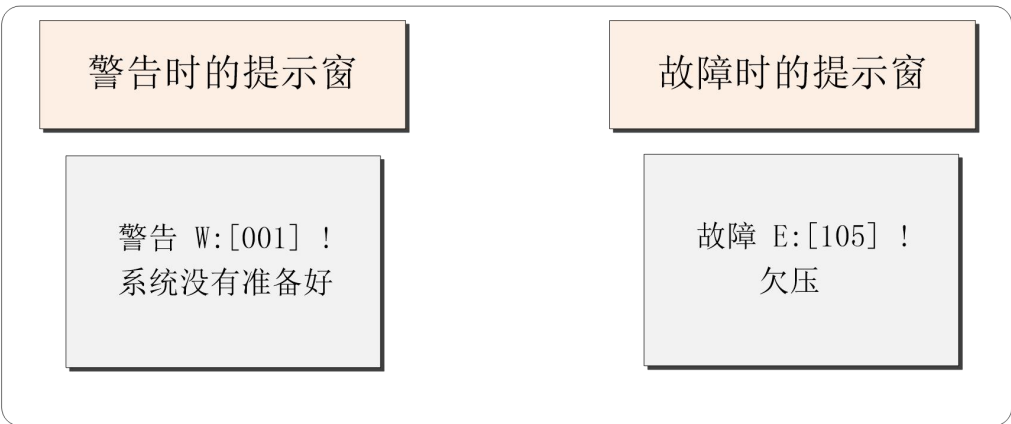 警告时的提示窗
故障时的提示窗
警告 W:[001] !
系统没有准备好
故障 E:[105] !
欠压